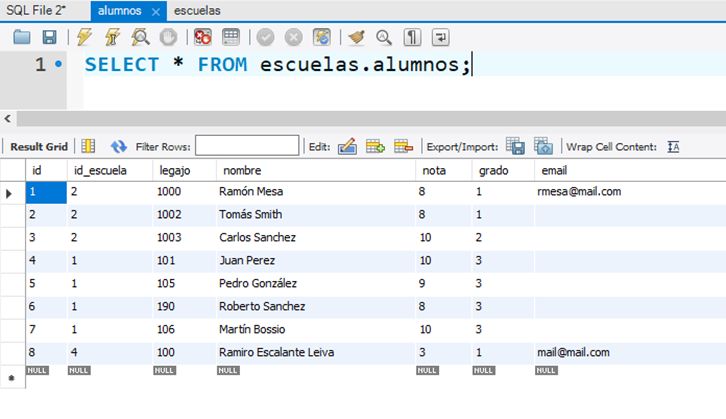 SQL File 2* alumnos escuelas
1 SELECT * FROM escuelas.alumnos;
Result Grid Filter Rows: Edit: Export/Import: Wrap Cell Content:
id id_escuela legajo nombre nota grado email
1 2 1000 Ramón Mesa 8 1 rmesa@mail.com
2 2 1002 Tomás Smith 8 1
3 2 1003 Carlos Sanchez 10 2
4 1 101 Juan Perez 10 3
5 1 105 Pedro González 9 3
6 1 190 Roberto Sanchez 8 3
7 1 106 Martín Bossio 10 3
8 4 100 Ramiro Escalante Leiva 3 1 mail@mail.com
NULL NULL NULL NULL NULL NULL NULL